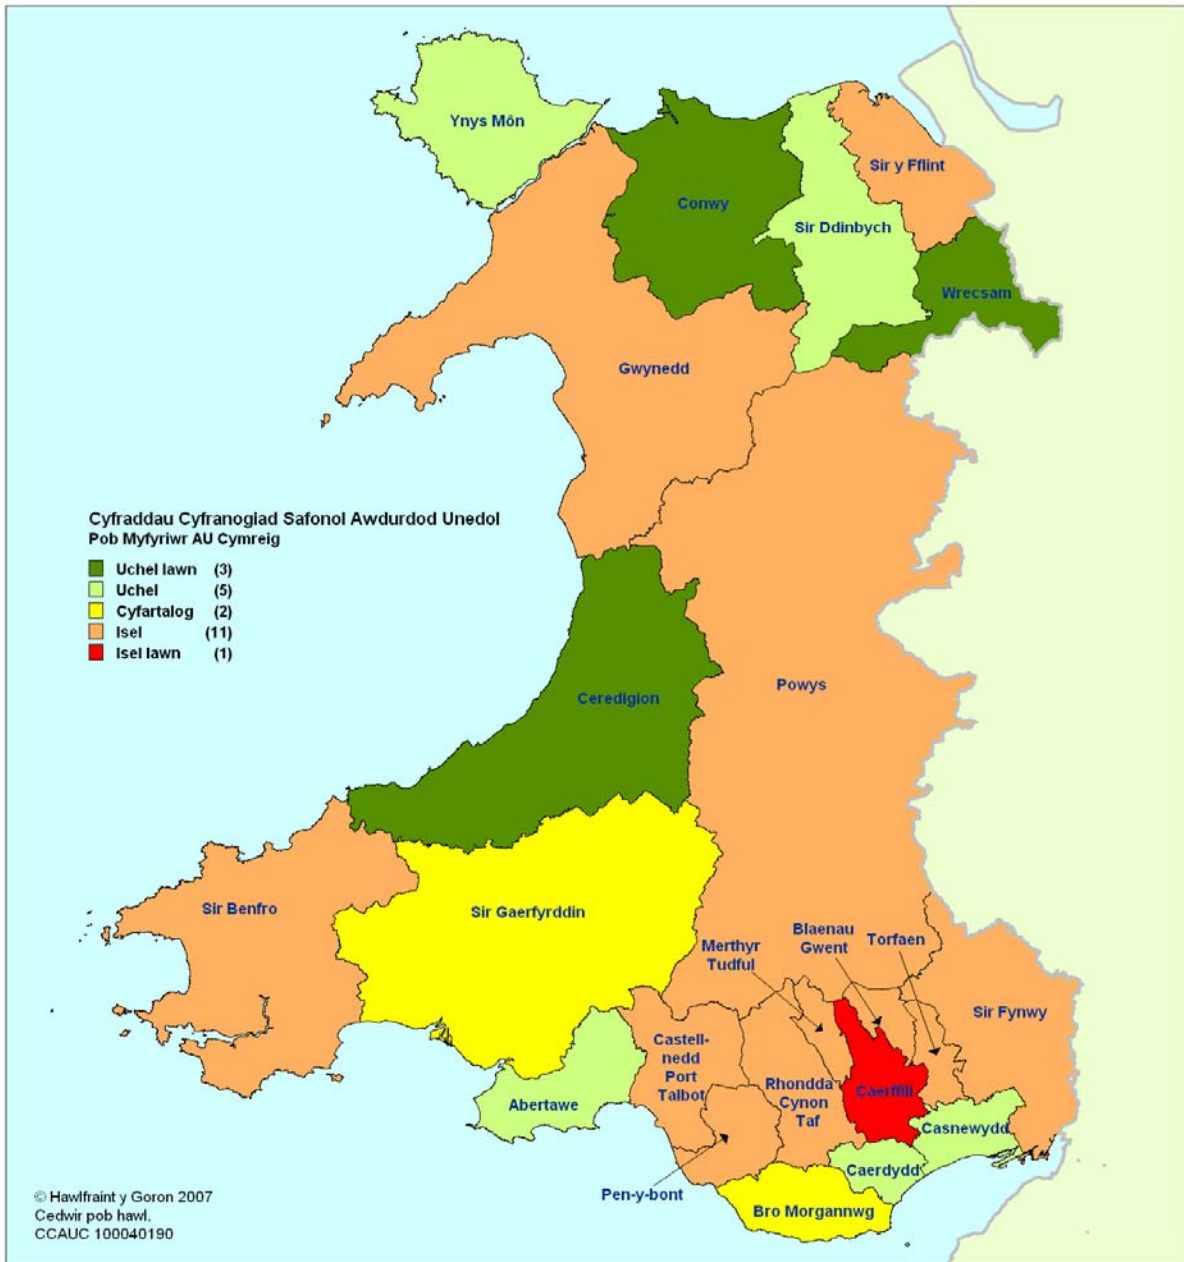 Ynys Môn
Sir y Fflint
Conwy
Sir Ddinbych
Wrecsam
Gwynedd
Cyfraddau Cyfranogiad Safonol Awdurdod Unedol
Pob Myfyriwr AU Cymreig
Uchel Iawn (3)
Uchel (5)
Cyfartalog (2)
Isel (11)
Isel Iawn (1)
Ceredigion
Powys
Sir Benfro
Sir Gaerfyrddin
Merthyr
Tudful
Blaenau
Gwent
Torfaen
Sir Fynwy
Castell-
nedd
Port
Talbot
Rhondda
Cynon
Taf
Caerffili
Abertawe
Casnewydd
Caerdydd
Pen-y-bont
Bro Morgannwg
© Hawlfraint y Goron 2007
Cedwir pob hawl.
CCAUC 100040190